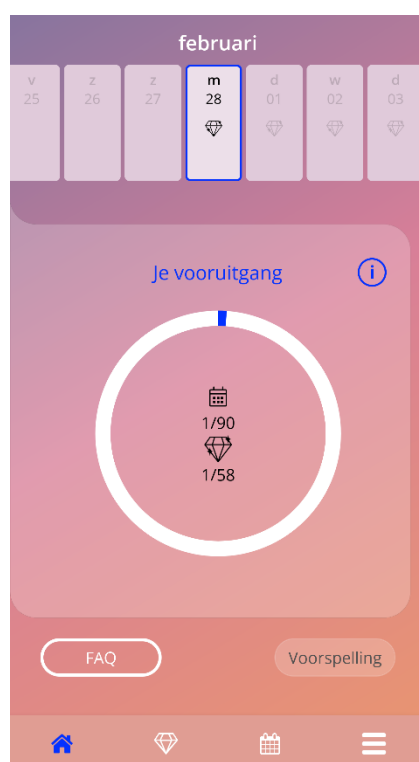 februari
v z z m d w d
25 26 27 28 01 02 03
Je vooruitgang
i
1/90
1/58
FAQ
Voorspelling